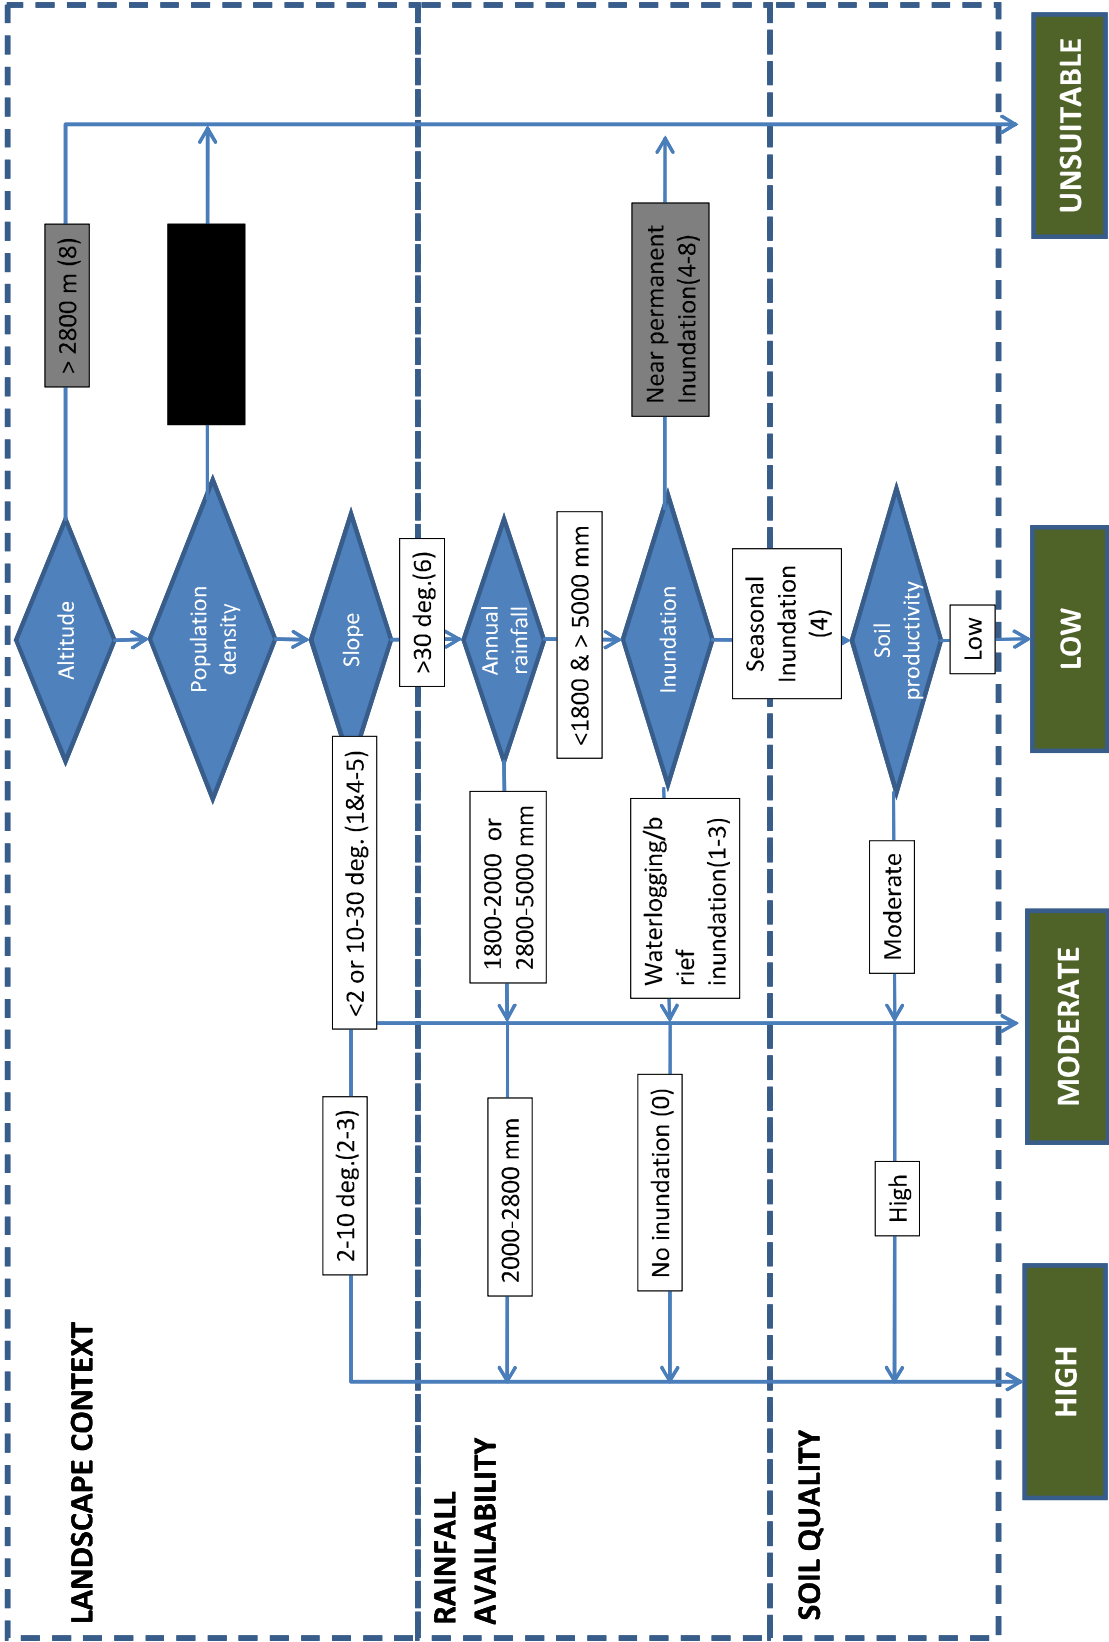 LANDSCAPE CONTEXT
Altitude
> 2800 m (8)
Population
density
Slope
2-10 deg.(2-3)
<2 or 10-30 deg. (1&4-5)
>30 deg.(6)
RAINFALL
AVAILABILITY
Annual
rainfall
2000-2800 mm
1800-2000 or
2800-5000 mm
<1800 & > 5000 mm
Inundation
No inundation (0)
Waterlogging/b
rief
inundation(1-3)
Near permanent
Inundation(4-8)
Seasonal
Inundation
(4)
SOIL QUALITY
Soil
productivity
High
Moderate
Low
HIGH
MODERATE
LOW
UNSUITABLE